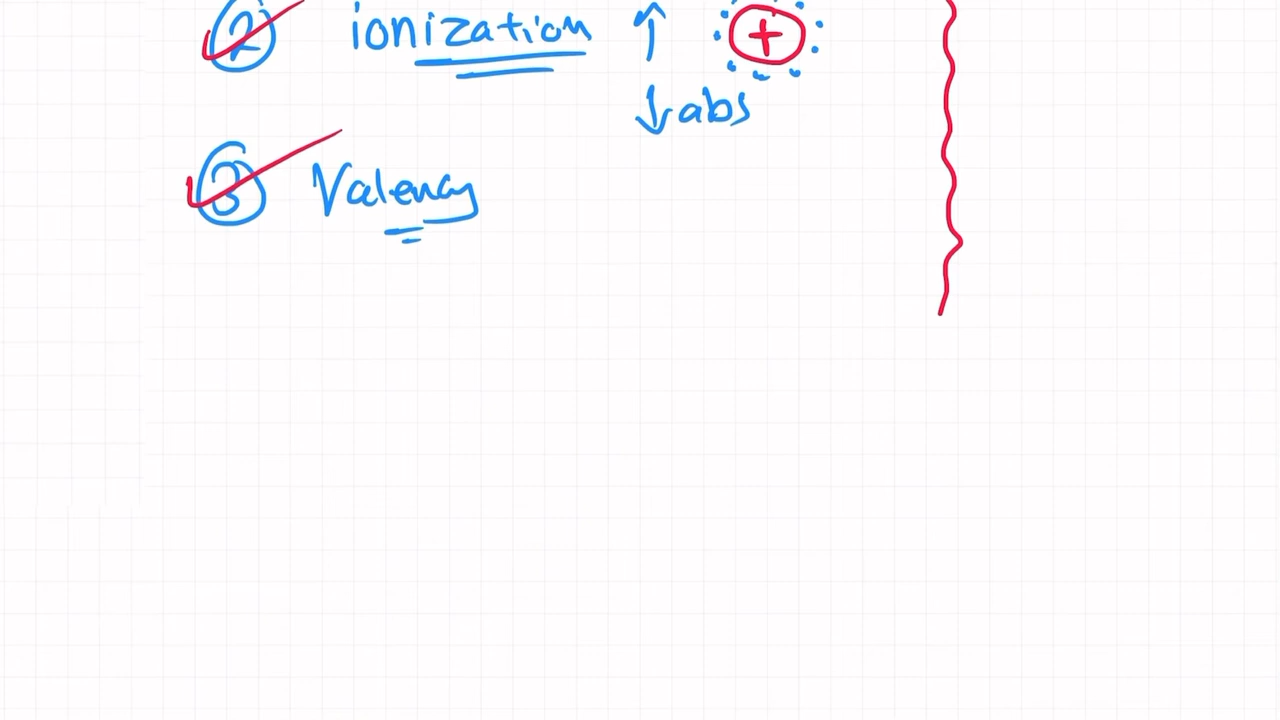 ② ionization ↑ +
↓ abs
③ Valency